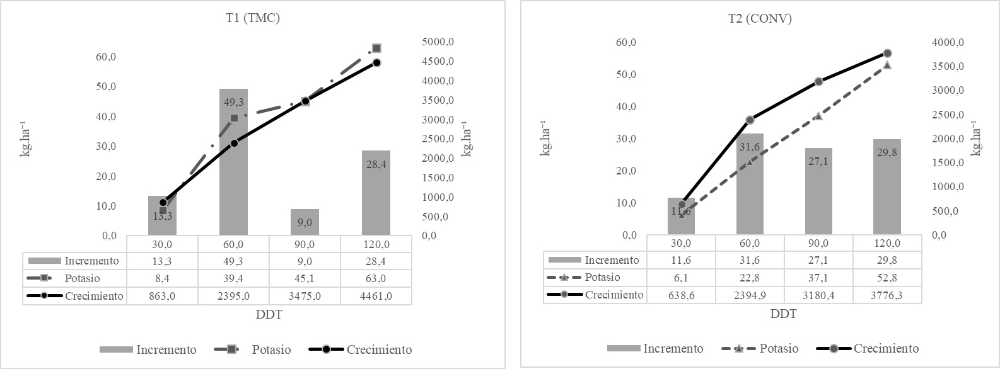 T1 (TMC)
60,0
50,0
40,0
30,0
20,0
10,0
0,0
kg.ha⁻¹
5000,0
4500,0
4000,0
3500,0
3000,0
2500,0
2000,0
1500,0
1000,0
500,0
0,0
kg.ha⁻¹
13,3
49,3
9,0
28,4
30,0 60,0 90,0 120,0
Incremento 13,3 49,3 9,0 28,4
Potasio 8,4 39,4 45,1 63,0
Crecimiento 863,0 2395,0 3475,0 4461,0
DDT
Incremento Potasio Crecimiento
T2 (CONV)
60,0
50,0
40,0
30,0
20,0
10,0
0,0
kg.ha⁻¹
4000,0
3500,0
3000,0
2500,0
2000,0
1500,0
1000,0
500,0
0,0
kg.ha⁻¹
11,6
31,6
27,1
29,8
30,0 60,0 90,0 120,0
Incremento 11,6 31,6 27,1 29,8
Potasio 6,1 22,8 37,1 52,8
Crecimiento 638,6 2394,9 3180,4 3776,3
DDT
Incremento Potasio Crecimiento